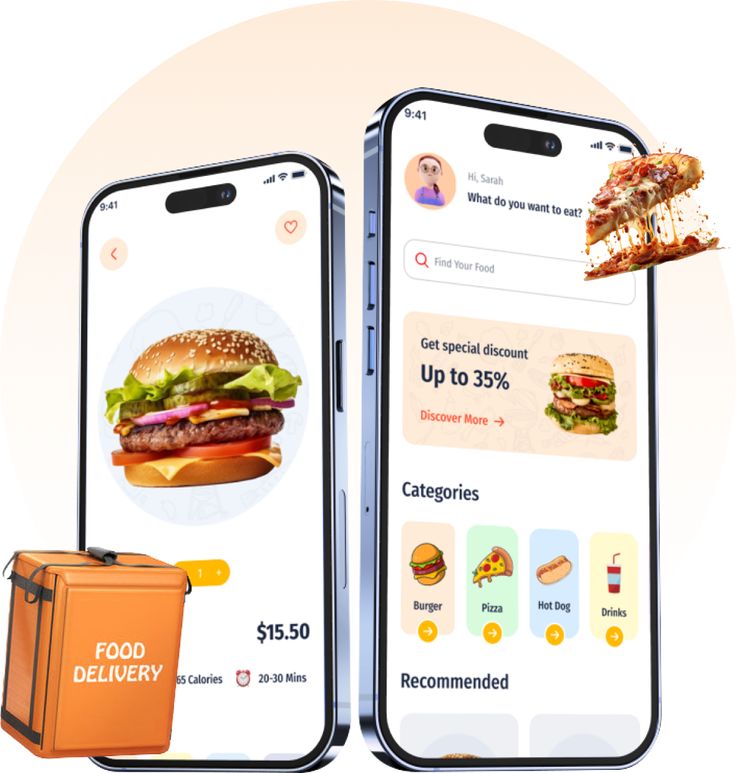 9:41
1 +
$15.50
65 Calories
20-30 Mins
FOOD
DELIVERY
9:41
Hi, Sarah
What do you want to eat?
Find Your Food
Get special discount
Up to 35%
Discover More →
Categories
Burger
Pizza
Hot Dog
Drinks
Recommended